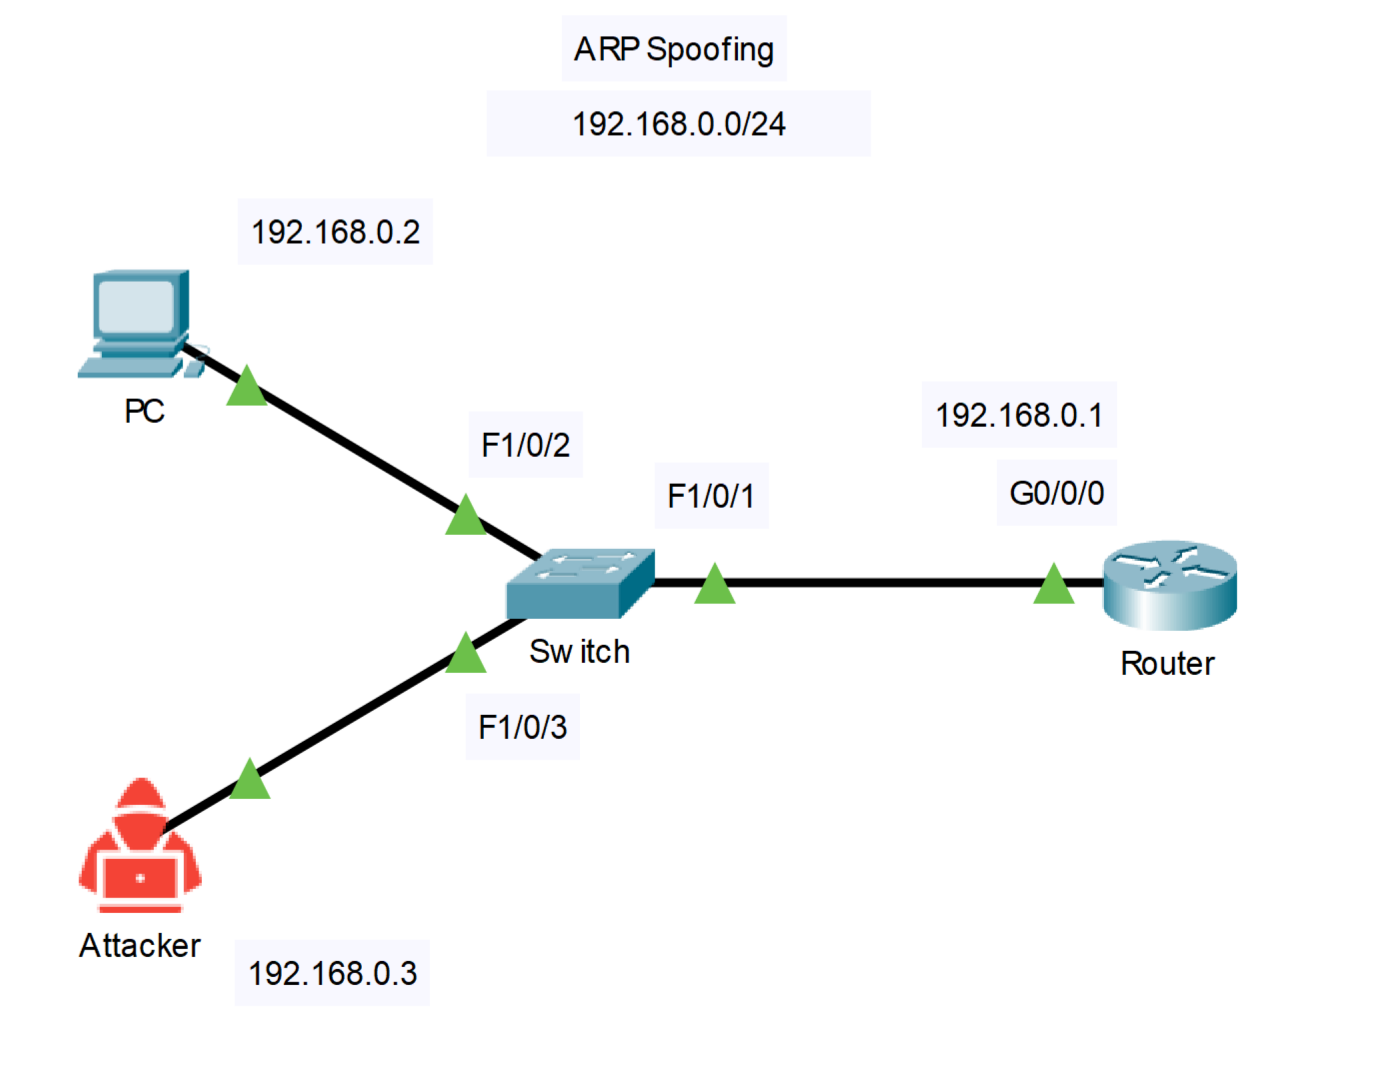 ARP Spoofing
192.168.0.0/24
192.168.0.2
PC
F1/0/2
F1/0/1
192.168.0.1
G0/0/0
Switch
Router
F1/0/3
Attacker
192.168.0.3